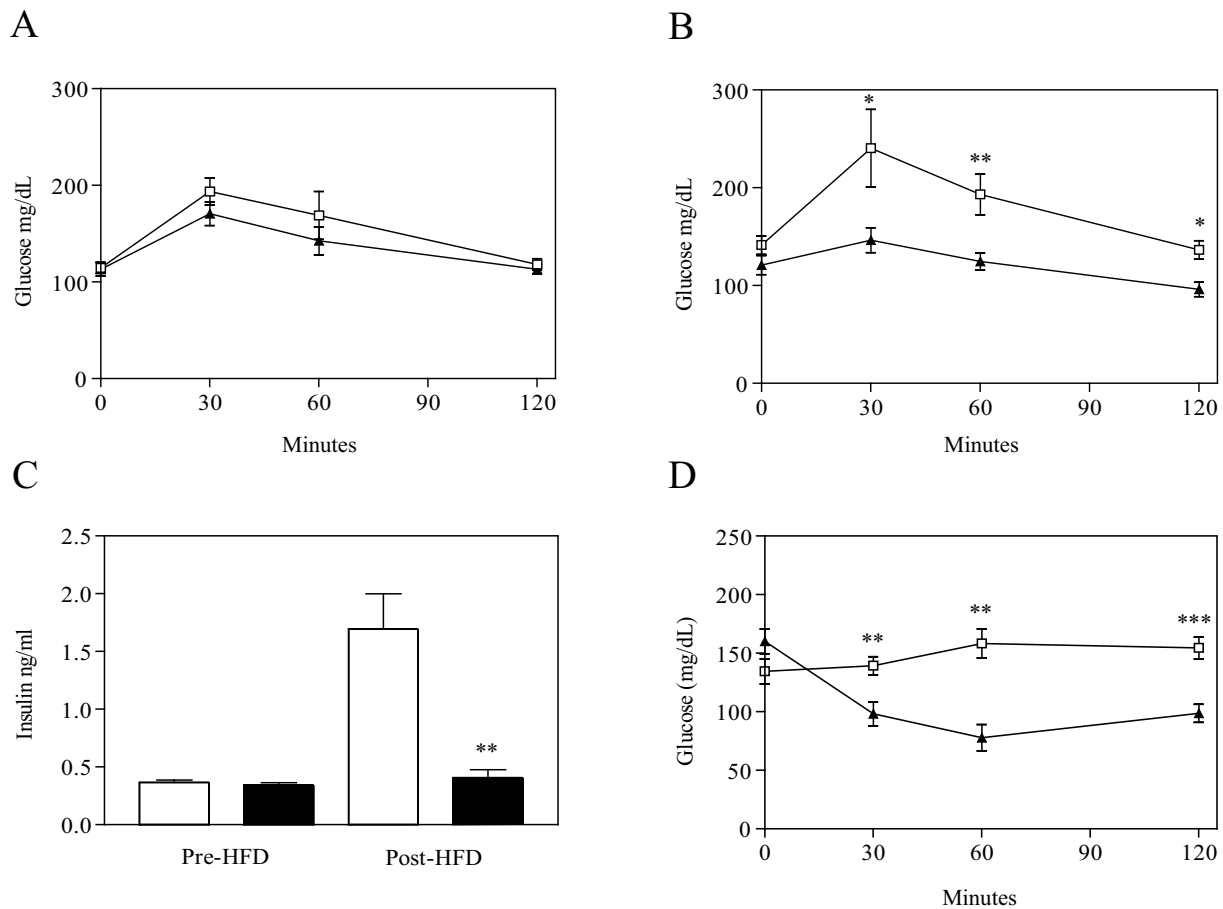 A
300
200
100
0
Glucose mg/dL
0 30 60 90 120
Minutes
B
300
200
100
0
Glucose mg/dL
*
**
*
0 30 60 90 120
Minutes
C
2.5
2.0
1.5
1.0
0.5
0.0
Insulin ng/ml
**
Pre-HFD Post-HFD
D
250
200
150
100
50
0
Glucose (mg/dL)
**
**
***
0 30 60 90 120
Minutes